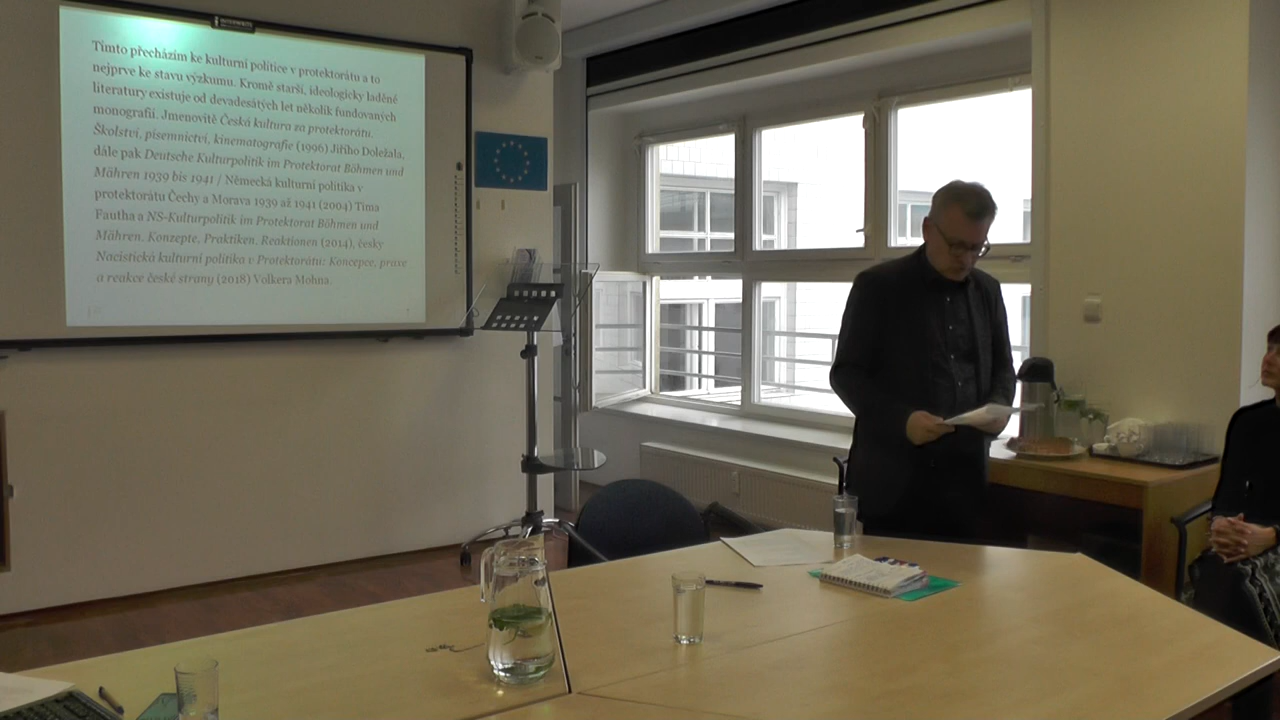 Tímto přecházím ke kulturní politice v protektorátu a to
nejprve ke stavu výzkumu. Kromě starší, ideologicky laděné
literatury existuje od devadesátých let několik fundovaných
monografií. Jmenovitě Česká kultura za protektorátu.
Školství, písemnictví, kinematografie (1996) Jiřího Doležala,
dále pak Deutsche Kulturpolitik im Protektorat Böhmen und
Mähren 1939 bis 1941 / Německá kulturní politika v
protektorátu Čechy a Morava 1939 až 1941 (2004) Tima
Fautha a NS-Kulturpolitik im Protektorat Böhmen und
Mähren. Konzepte, Praktiken, Reaktionen (2014), česky
Nacistická kulturní politika v Protektorátu: Koncepce, praxe
a reakce české strany (2018) Volkera Mohna.